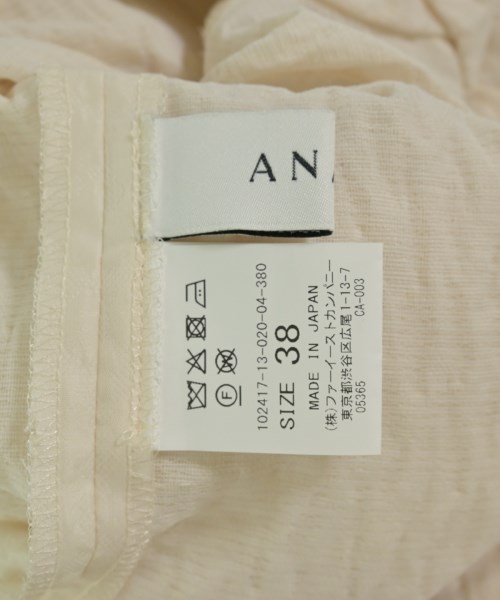 AN
F
102417-13-020-04-380
SIZE 38
MADE IN JAPAN
(株)ファーイーストカンパニー
東京都渋谷区広尾1-13-7
05365 CA-003